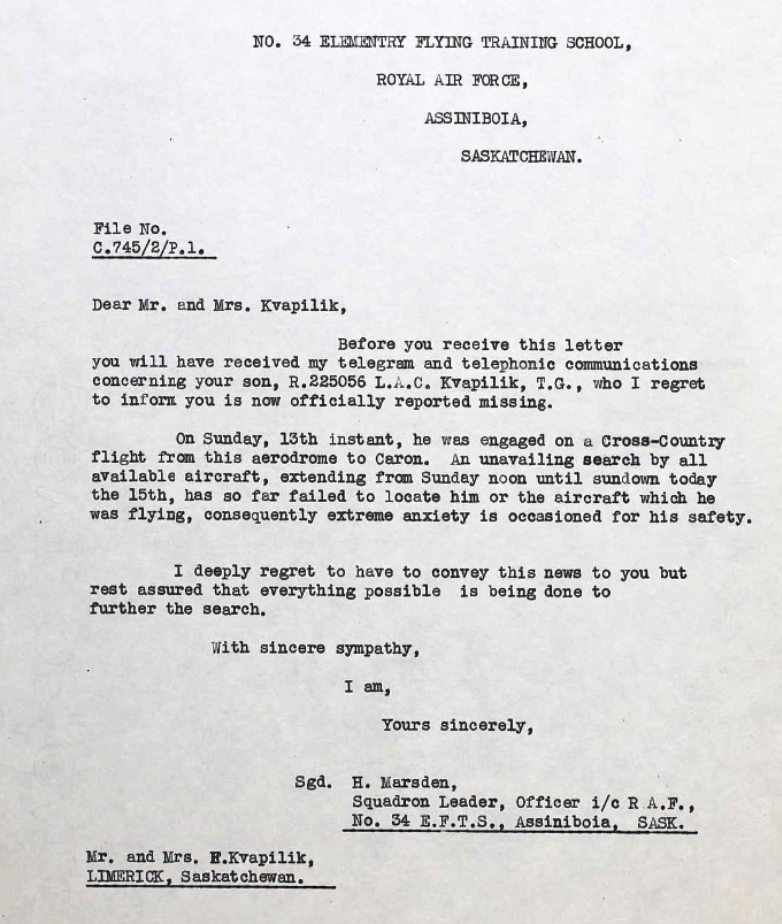 NO. 34 ELEMENTRY FLYING TRAINING SCHOOL,
ROYAL AIR FORCE,
ASSINIBOIA,
SASKATCHEWAN.
File No.
C.745/2/P.1.
Dear Mr. and Mrs. Kvapilik,
Before you receive this letter
you will have received my telegram and telephonic communications
concerning your son, R.225056 L.A.C. Kvapilik, T.G., who I regret
to inform you is now officially reported missing.
On Sunday, 13th instant, he was engaged on a Cross-Country
flight from this aerodrome to Caron. An unavailing search by all
available aircraft, extending from Sunday noon until sundown today
the 15th, has so far failed to locate him or the aircraft which he
was flying, consequently extreme anxiety is occasioned for his safety.
I deeply regret to have to convey this news to you but
rest assured that everything possible is being done to
further the search.
With sincere sympathy,
I am,
Yours sincerely,
Sgd. H. Marsden,
Squadron Leader, Officer i/c R A.F.,
No. 34 E.F.T.S., Assiniboia, SASK.
Mr. and Mrs. F.Kvapilik,
LIMERICK, Saskatchewan.